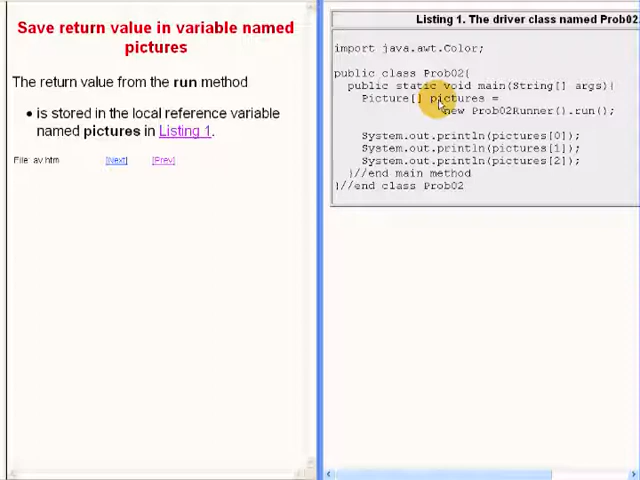 Save return value in variable named
pictures
The return value from the run method
• is stored in the local reference variable
named pictures in Listing 1.
File: av.htm [Next] [Prev]
Listing 1. The driver class named Prob02.
import java.awt.Color;
public class Prob02{
public static void main(String[] args){
Picture[] pictures =
new Prob02Runner().run();
System.out.println(pictures[0]);
System.out.println(pictures[1]);
System.out.println(pictures[2]);
}//end main method
}//end class Prob02